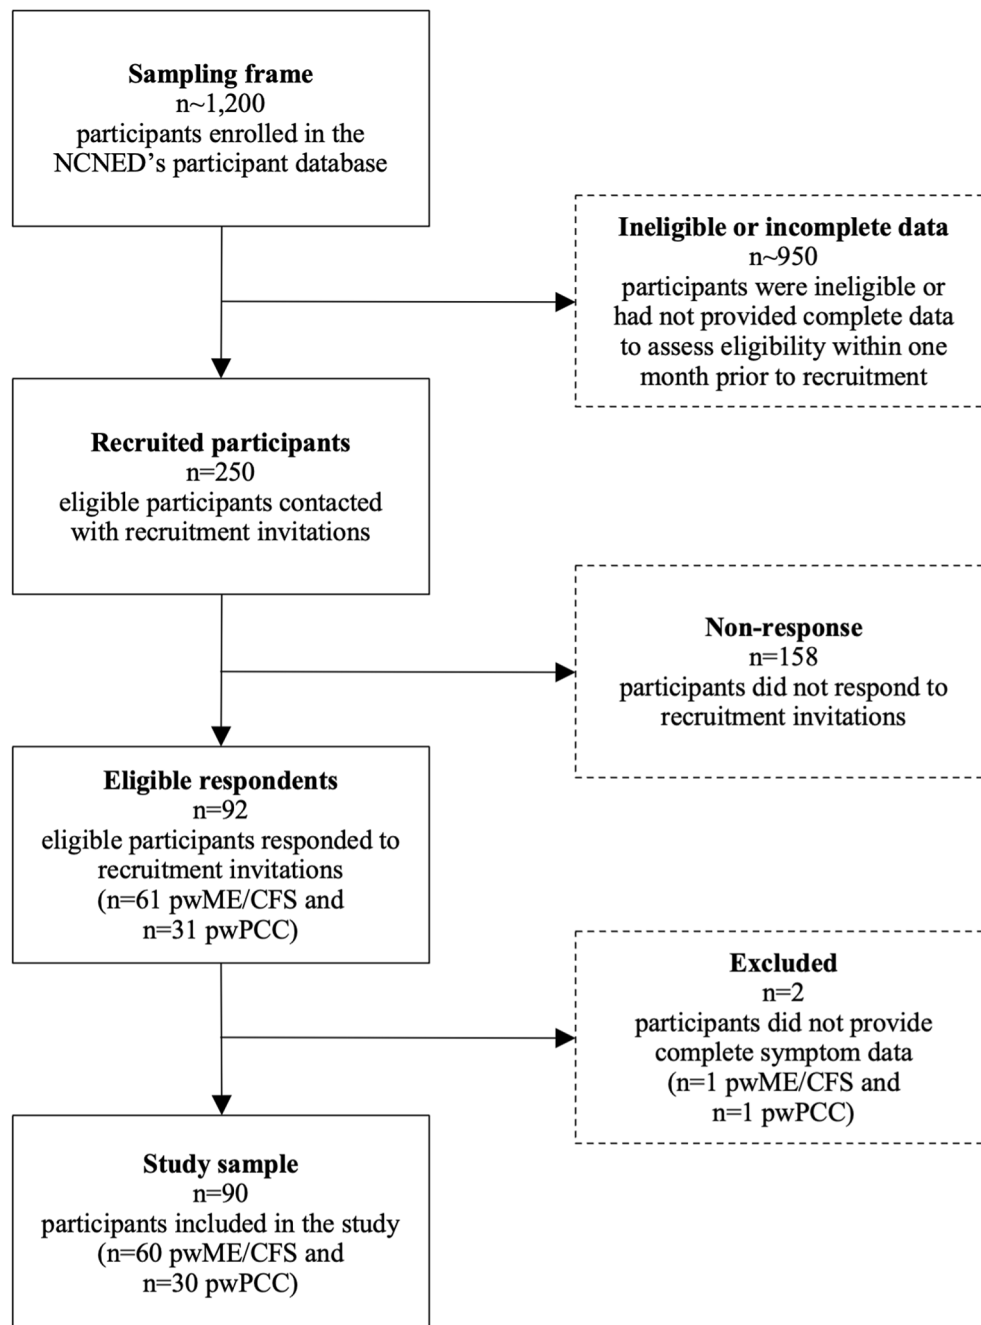 Sampling frame
n~1,200
participants enrolled in the
NCNED’s participant database
Ineligible or incomplete data
n~950
participants were ineligible or
had not provided complete data
to assess eligibility within one
month prior to recruitment
Recruited participants
n=250
eligible participants contacted
with recruitment invitations
Non-response
n=158
participants did not respond to
recruitment invitations
Eligible respondents
n=92
eligible participants responded to
recruitment invitations
(n=61 pwME/CFS and
n=31 pwPCC)
Excluded
n=2
participants did not provide
complete symptom data
(n=1 pwME/CFS and
n=1 pwPCC)
Study sample
n=90
participants included in the study
(n=60 pwME/CFS and
n=30 pwPCC)